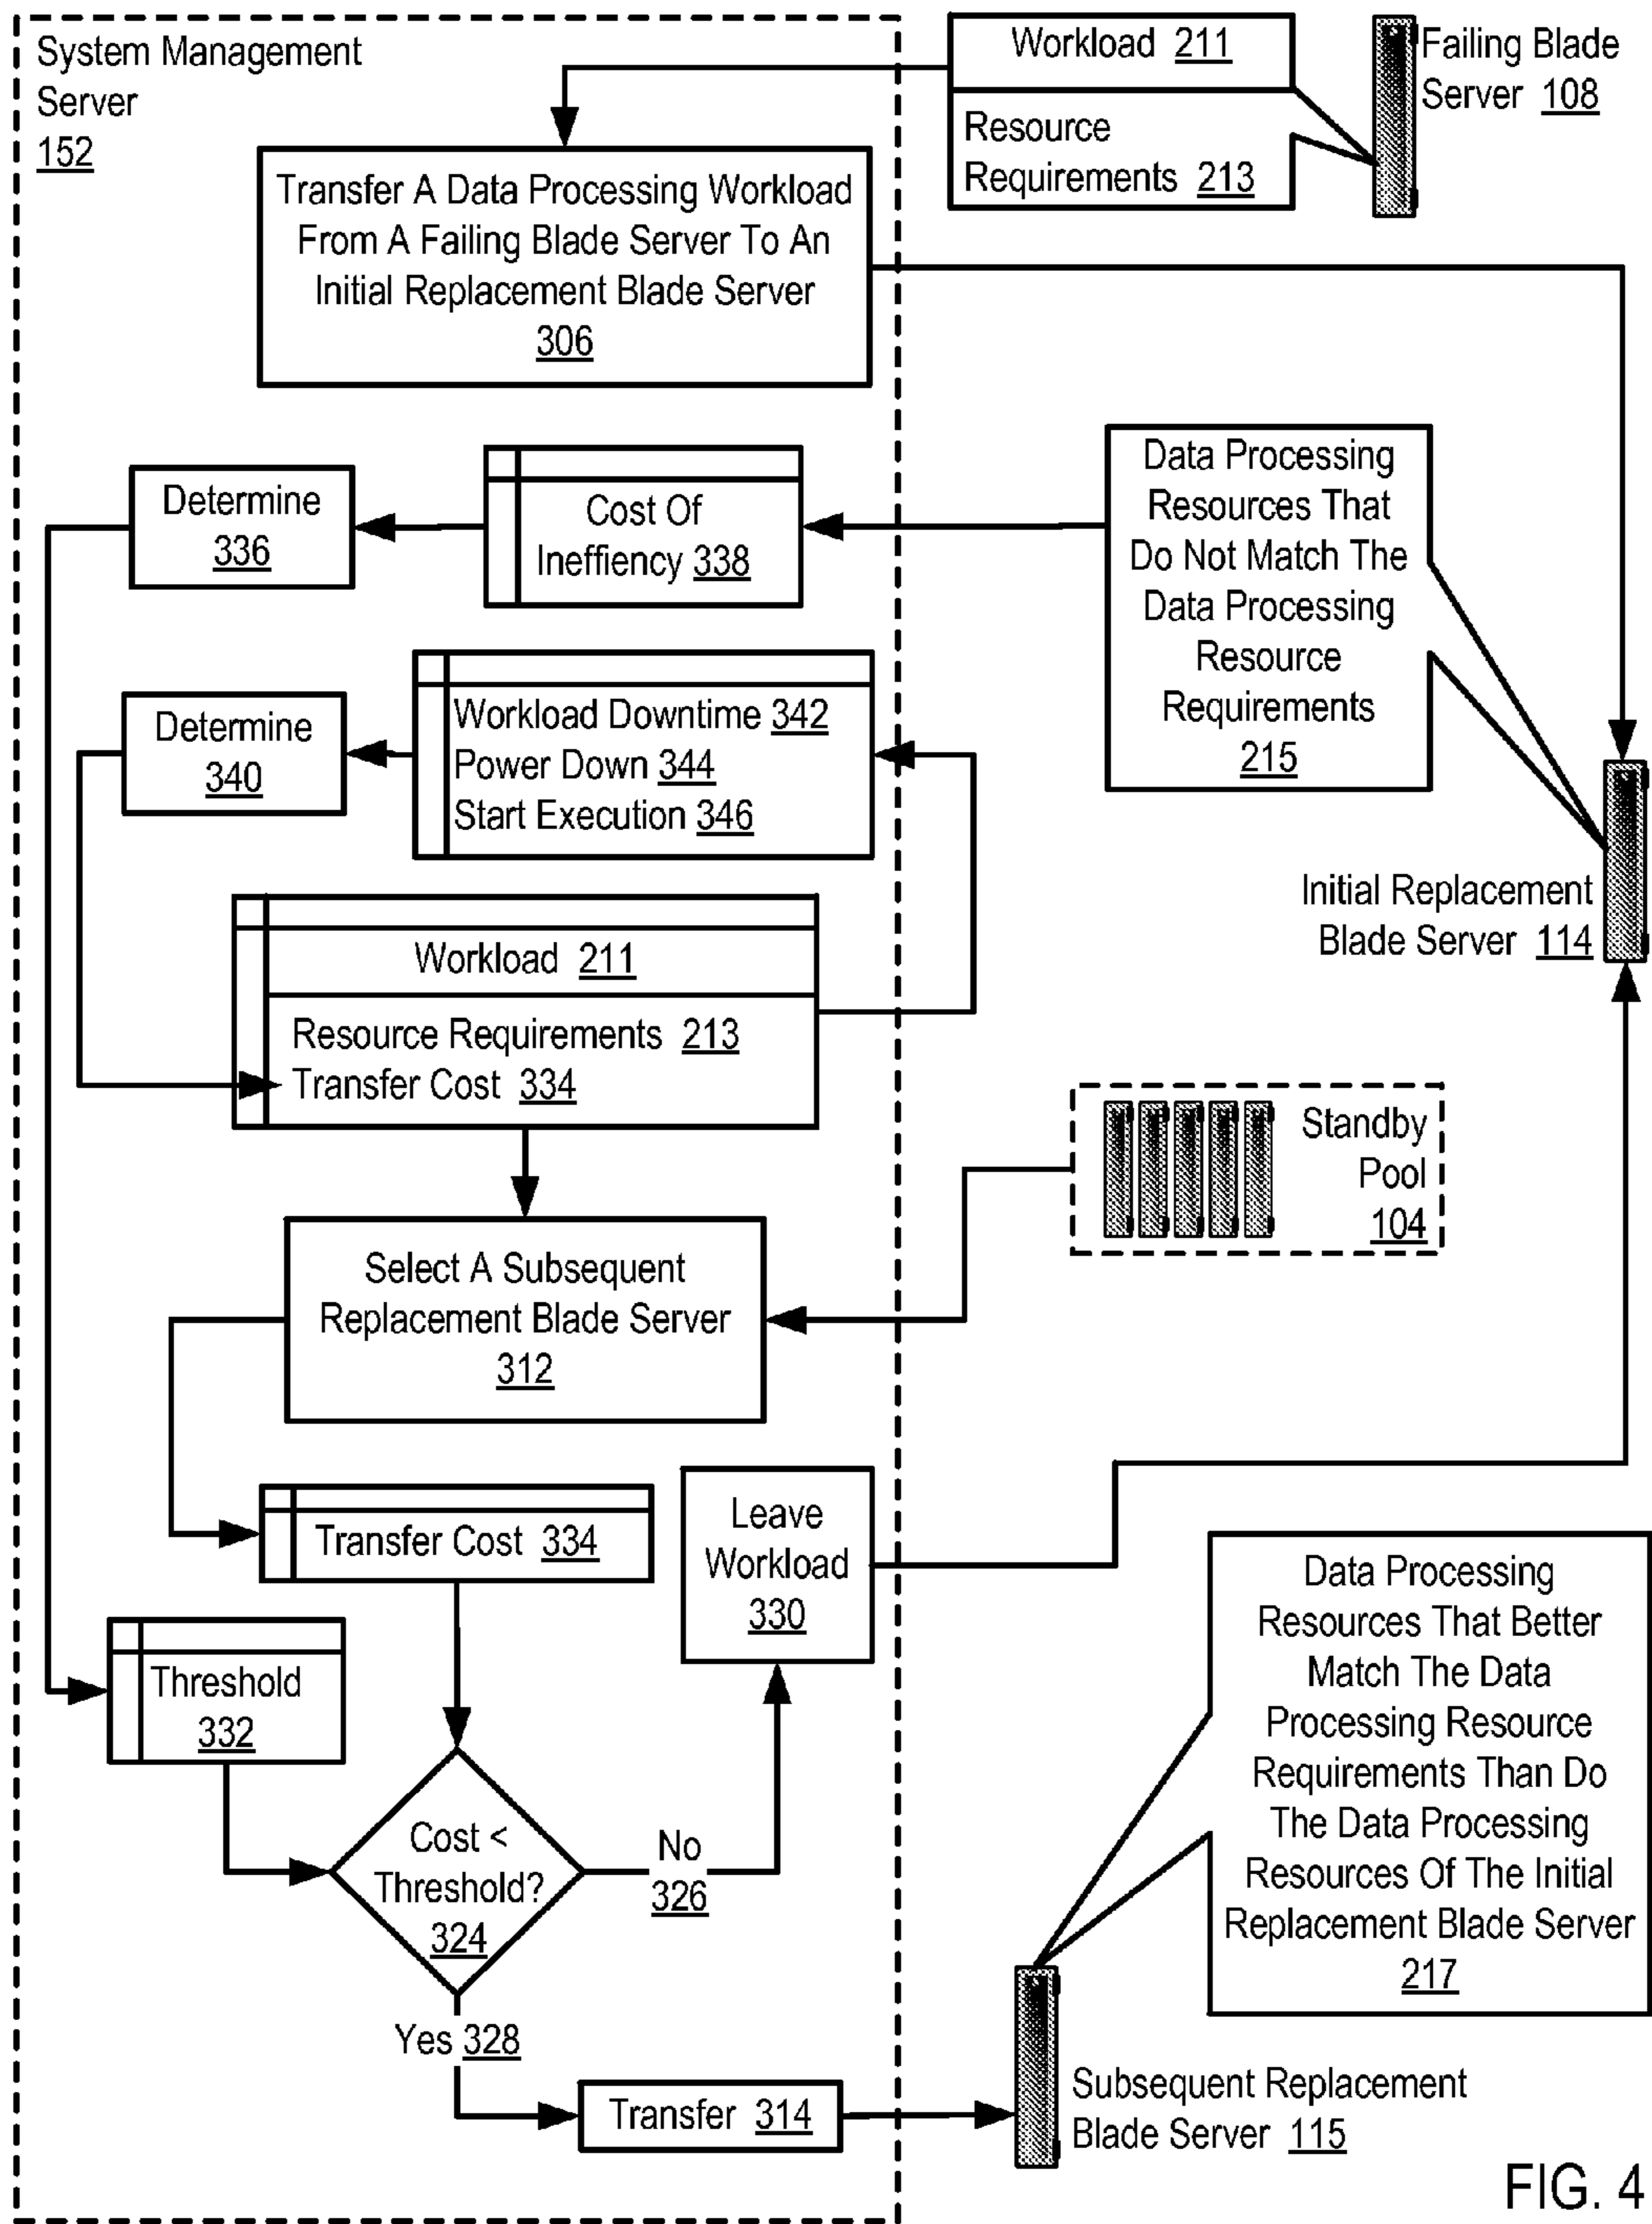 System Management
Server
152
Workload 211
Resource
Requirements 213
Failing Blade
Server 108
Transfer A Data Processing Workload
From A Failing Blade Server To An
Initial Replacement Blade Server
306
Determine
336
Cost Of
Ineffiency 338
Data Processing
Resources That
Do Not Match The
Data Processing
Resource
Requirements
215
Determine
340
Workload Downtime 342
Power Down 344
Start Execution 346
Initial Replacement
Blade Server 114
Workload 211
Resource Requirements 213
Transfer Cost 334
Standby
Pool
104
Select A Subsequent
Replacement Blade Server
312
Transfer Cost 334
Leave
Workload
330
Threshold
332
Cost <
Threshold?
324
No
326
Yes 328
Transfer 314
Data Processing
Resources That Better
Match The Data
Processing Resource
Requirements Than Do
The Data Processing
Resources Of The Initial
Replacement Blade Server
217
Subsequent Replacement
Blade Server 115
FIG. 4